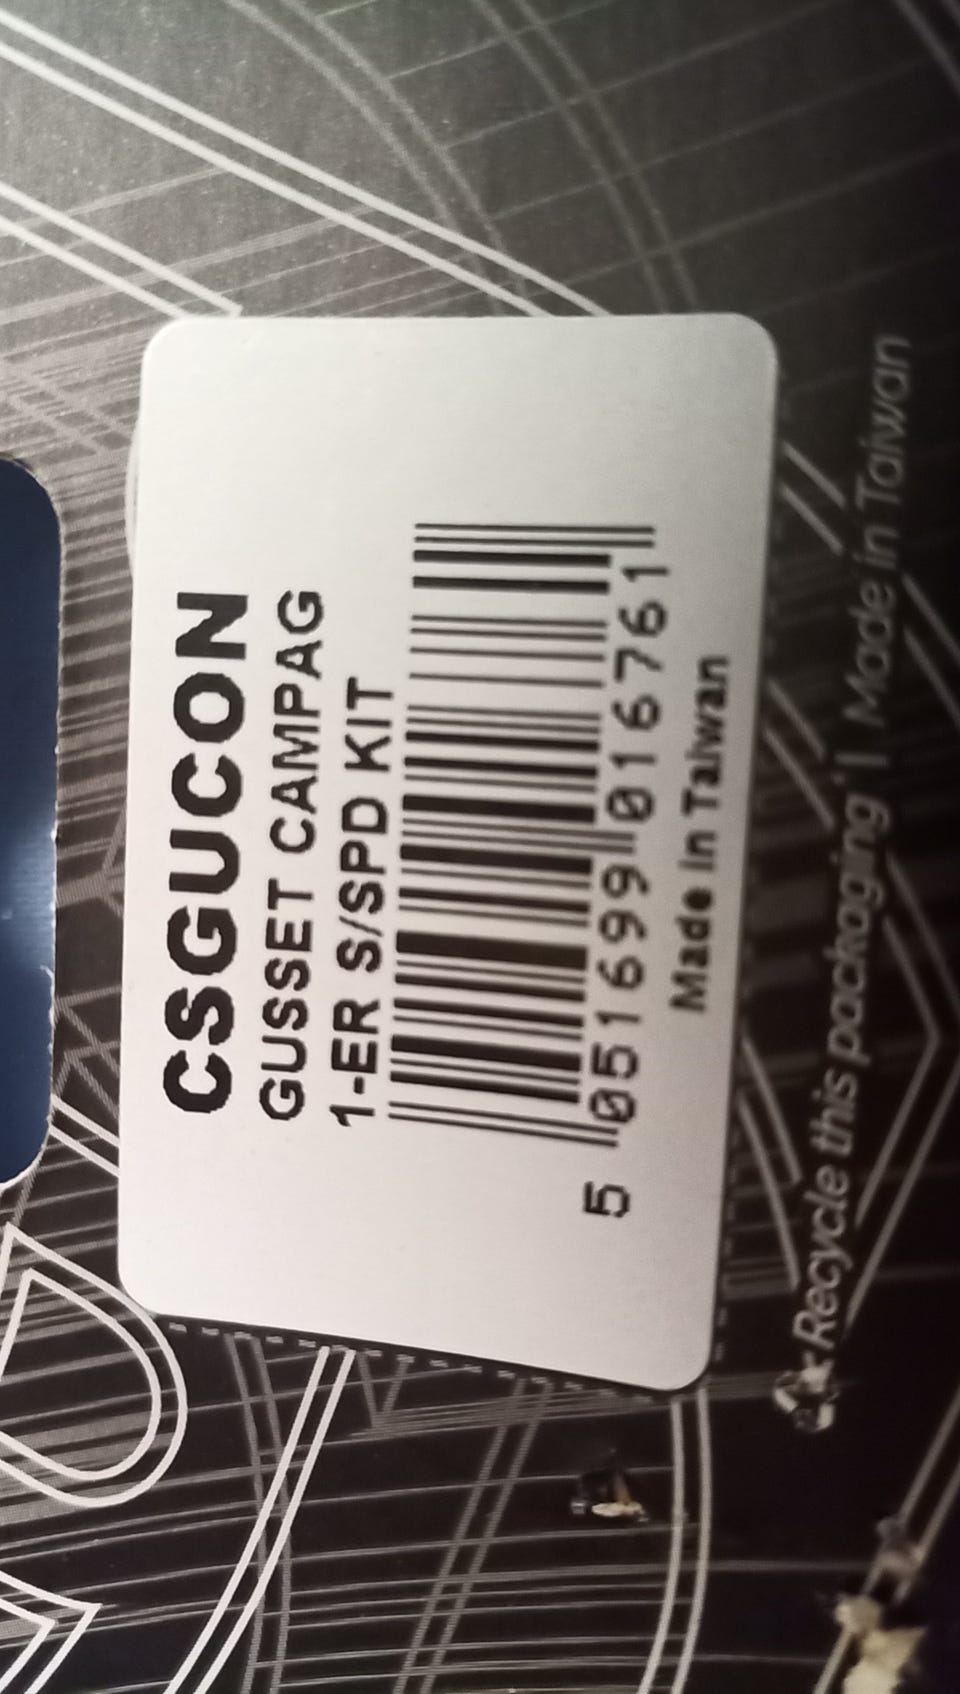 CSGUCON
GUSSET CAMPAG
1-ER S/SPD KIT
5 051699 016761
Made in Taiwan
Recycle this packaging | Made in Taiwan